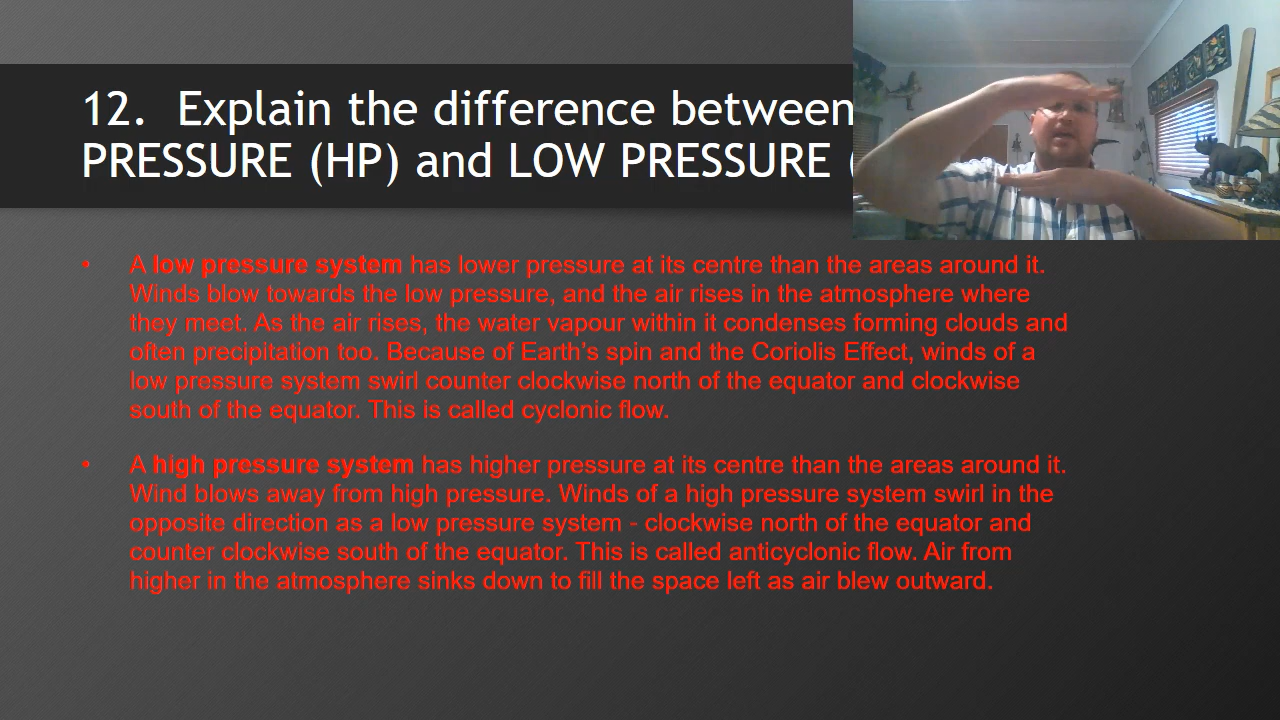 12. Explain the difference between
PRESSURE (HP) and LOW PRESSURE (
• A low pressure system has lower pressure at its centre than the areas around it.
Winds blow towards the low pressure, and the air rises in the atmosphere where
they meet. As the air rises, the water vapour within it condenses forming clouds and
often precipitation too. Because of Earth's spin and the Coriolis Effect, winds of a
low pressure system swirl counter clockwise north of the equator and clockwise
south of the equator. This is called cyclonic flow.
• A high pressure system has higher pressure at its centre than the areas around it.
Wind blows away from high pressure. Winds of a high pressure system swirl in the
opposite direction as a low pressure system - clockwise north of the equator and
counter clockwise south of the equator. This is called anticyclonic flow. Air from
higher in the atmosphere sinks down to fill the space left as air blew outward.